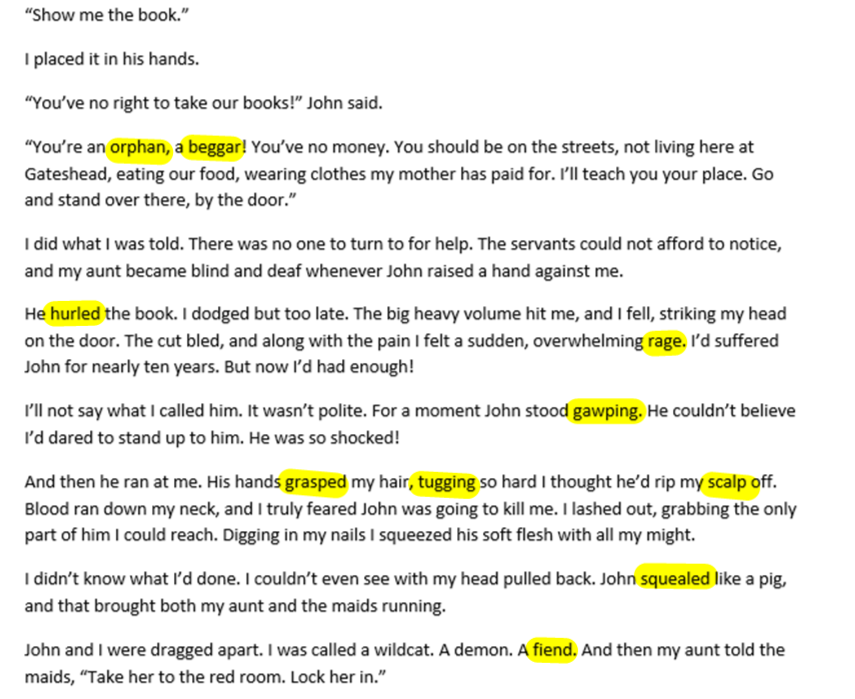 “Show me the book.”
I placed it in his hands.
“You’ve no right to take our books!” John said.
“You’re an orphan, a beggar! You’ve no money. You should be on the streets, not living here at
Gateshead, eating our food, wearing clothes my mother has paid for. I’ll teach you your place. Go
and stand over there, by the door.”
I did what I was told. There was no one to turn to for help. The servants could not afford to notice,
and my aunt became blind and deaf whenever John raised a hand against me.
He hurled the book. I dodged but too late. The big heavy volume hit me, and I fell, striking my head
on the door. The cut bled, and along with the pain I felt a sudden, overwhelming rage. I’d suffered
John for nearly ten years. But now I’d had enough!
I’ll not say what I called him. It wasn’t polite. For a moment John stood gawping. He couldn’t believe
I’d dared to stand up to him. He was so shocked!
And then he ran at me. His hands grasped my hair, tugging so hard I thought he’d rip my scalp off.
Blood ran down my neck, and I truly feared John was going to kill me. I lashed out, grabbing the only
part of him I could reach. Digging in my nails I squeezed his soft flesh with all my might.
I didn’t know what I’d done. I couldn’t even see with my head pulled back. John squealed like a pig,
and that brought both my aunt and the maids running.
John and I were dragged apart. I was called a wildcat. A demon. A fiend. And then my aunt told the
maids, “Take her to the red room. Lock her in.”